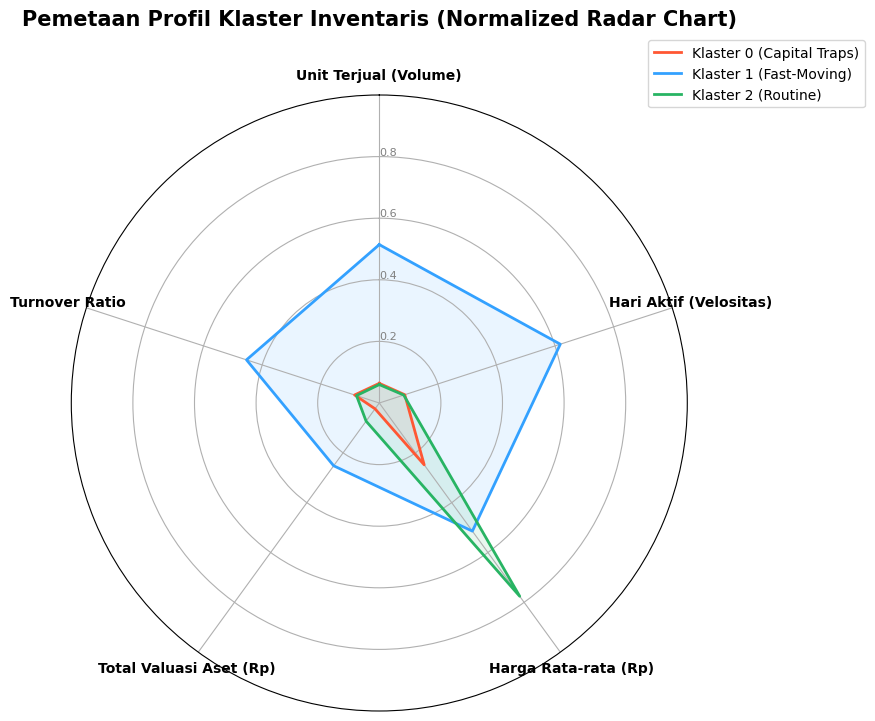 Pemetaan Profil Klaster Inventaris (Normalized Radar Chart)
Klaster 0 (Capital Traps)
Klaster 1 (Fast-Moving)
Klaster 2 (Routine)
Unit Terjual (Volume)
0.8
0.6
0.4
0.2
Turnover Ratio
Hari Aktif (Velositas)
Total Valuasi Aset (Rp)
Harga Rata-rata (Rp)